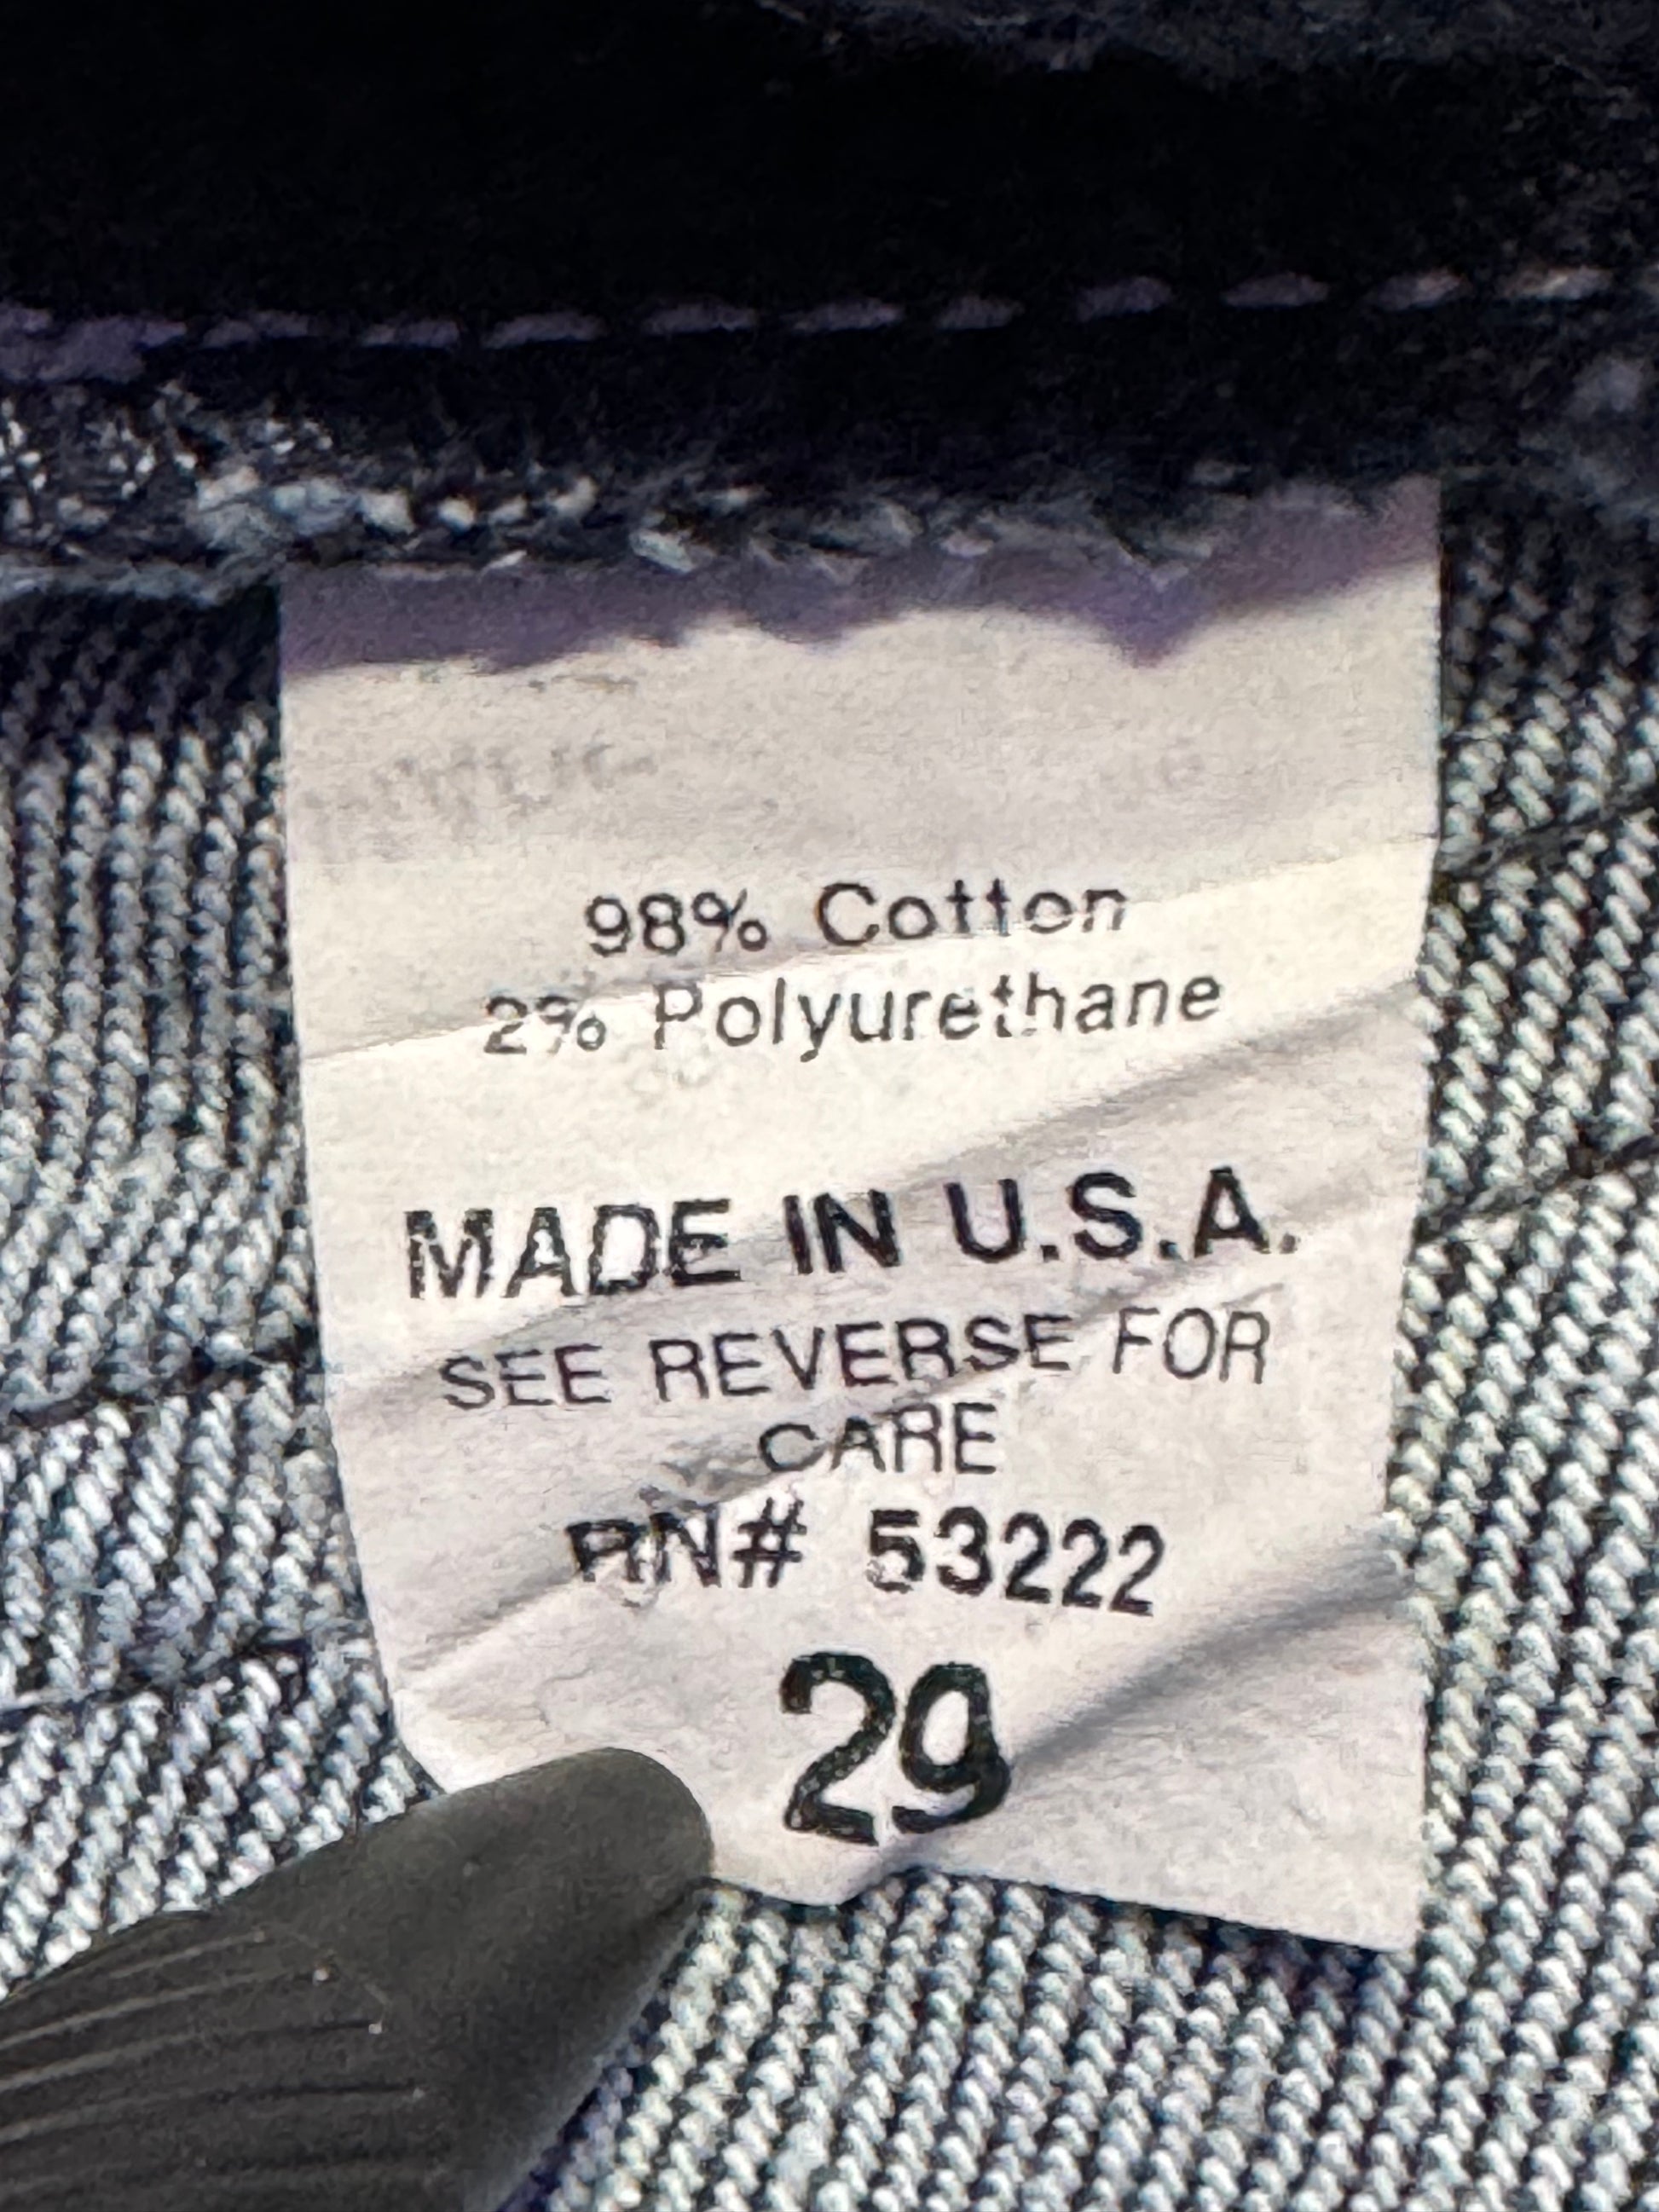 98% Cotton
2% Polyurethane
MADE IN U.S.A.
SEE REVERSE FOR
CARE
RN# 53222
29